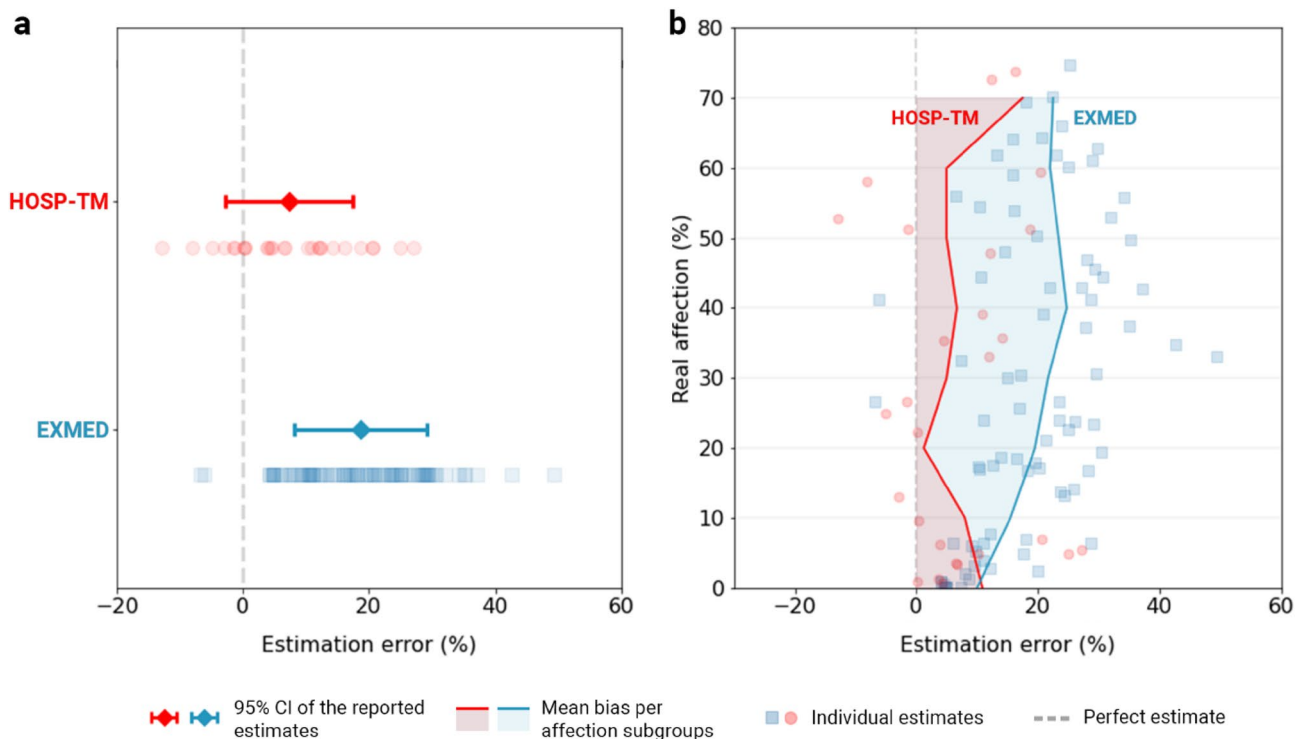 a
HOSP-TM
EXMED
−20 0 20 40 60
Estimation error (%)
b
80
70
60
50
40
30
20
10
0
Real affection (%)
HOSP-TM EXMED
−20 0 20 40 60
Estimation error (%)
95% CI of the reported
estimates
Mean bias per
affection subgroups
Individual estimates
Perfect estimate